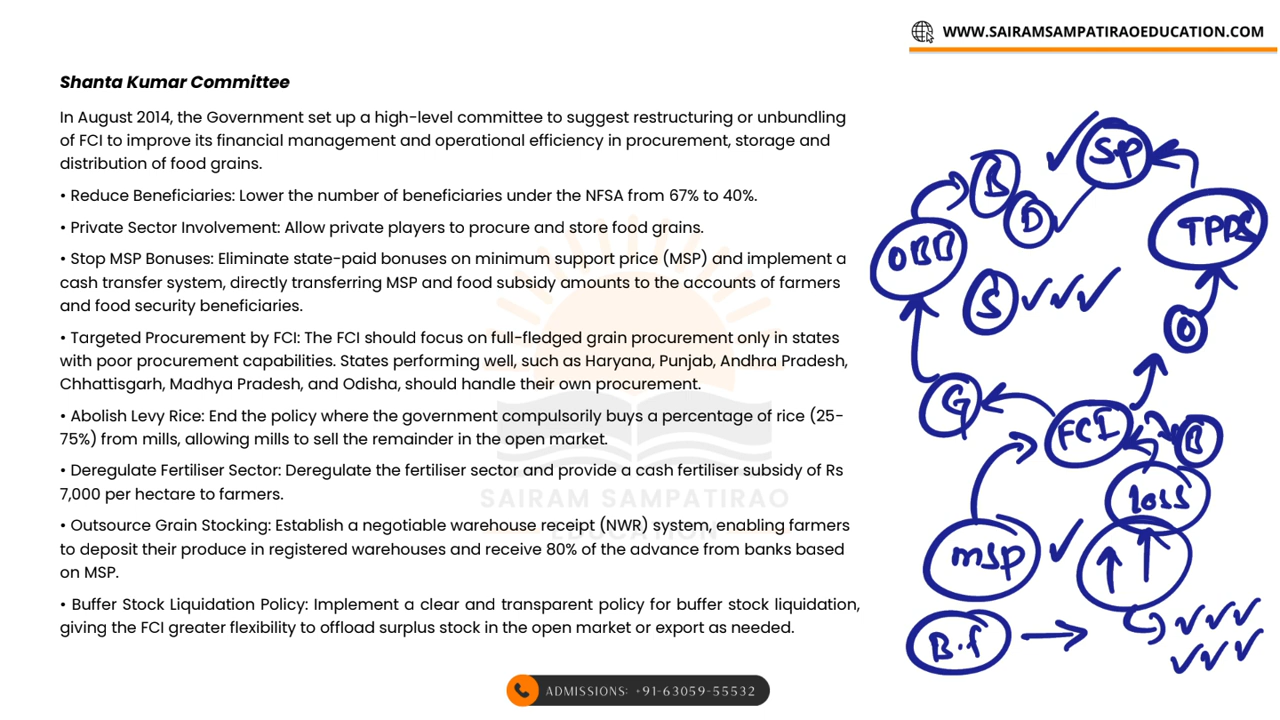 WWW.SAIRAMSAMPATIRAOEDUCATION.COM
Shanta Kumar Committee
In August 2014, the Government set up a high-level committee to suggest restructuring or unbundling
of FCI to improve its financial management and operational efficiency in procurement, storage and
distribution of food grains.
• Reduce Beneficiaries: Lower the number of beneficiaries under the NFSA from 67% to 40%.
• Private Sector Involvement: Allow private players to procure and store food grains.
• Stop MSP Bonuses: Eliminate state-paid bonuses on minimum support price (MSP) and implement a
cash transfer system, directly transferring MSP and food subsidy amounts to the accounts of farmers
and food security beneficiaries.
• Targeted Procurement by FCI: The FCI should focus on full-fledged grain procurement only in states
with poor procurement capabilities. States performing well, such as Haryana, Punjab, Andhra Pradesh,
Chhattisgarh, Madhya Pradesh, and Odisha, should handle their own procurement.
• Abolish Levy Rice: End the policy where the government compulsorily buys a percentage of rice (25-
75%) from mills, allowing mills to sell the remainder in the open market.
• Deregulate Fertiliser Sector: Deregulate the fertiliser sector and provide a cash fertiliser subsidy of Rs
7,000 per hectare to farmers.
• Outsource Grain Stocking: Establish a negotiable warehouse receipt (NWR) system, enabling farmers
to deposit their produce in registered warehouses and receive 80% of the advance from banks based
on MSP.
• Buffer Stock Liquidation Policy: Implement a clear and transparent policy for buffer stock liquidation,
giving the FCI greater flexibility to offload surplus stock in the open market or export as needed.
SAIRAM SAMPATIRAO
EDUCATION
SP
B
D
TPDS
OBB
S
O
G
FCI
B
loss
msp
B.f
ADMISSIONS: +91-63059-55532